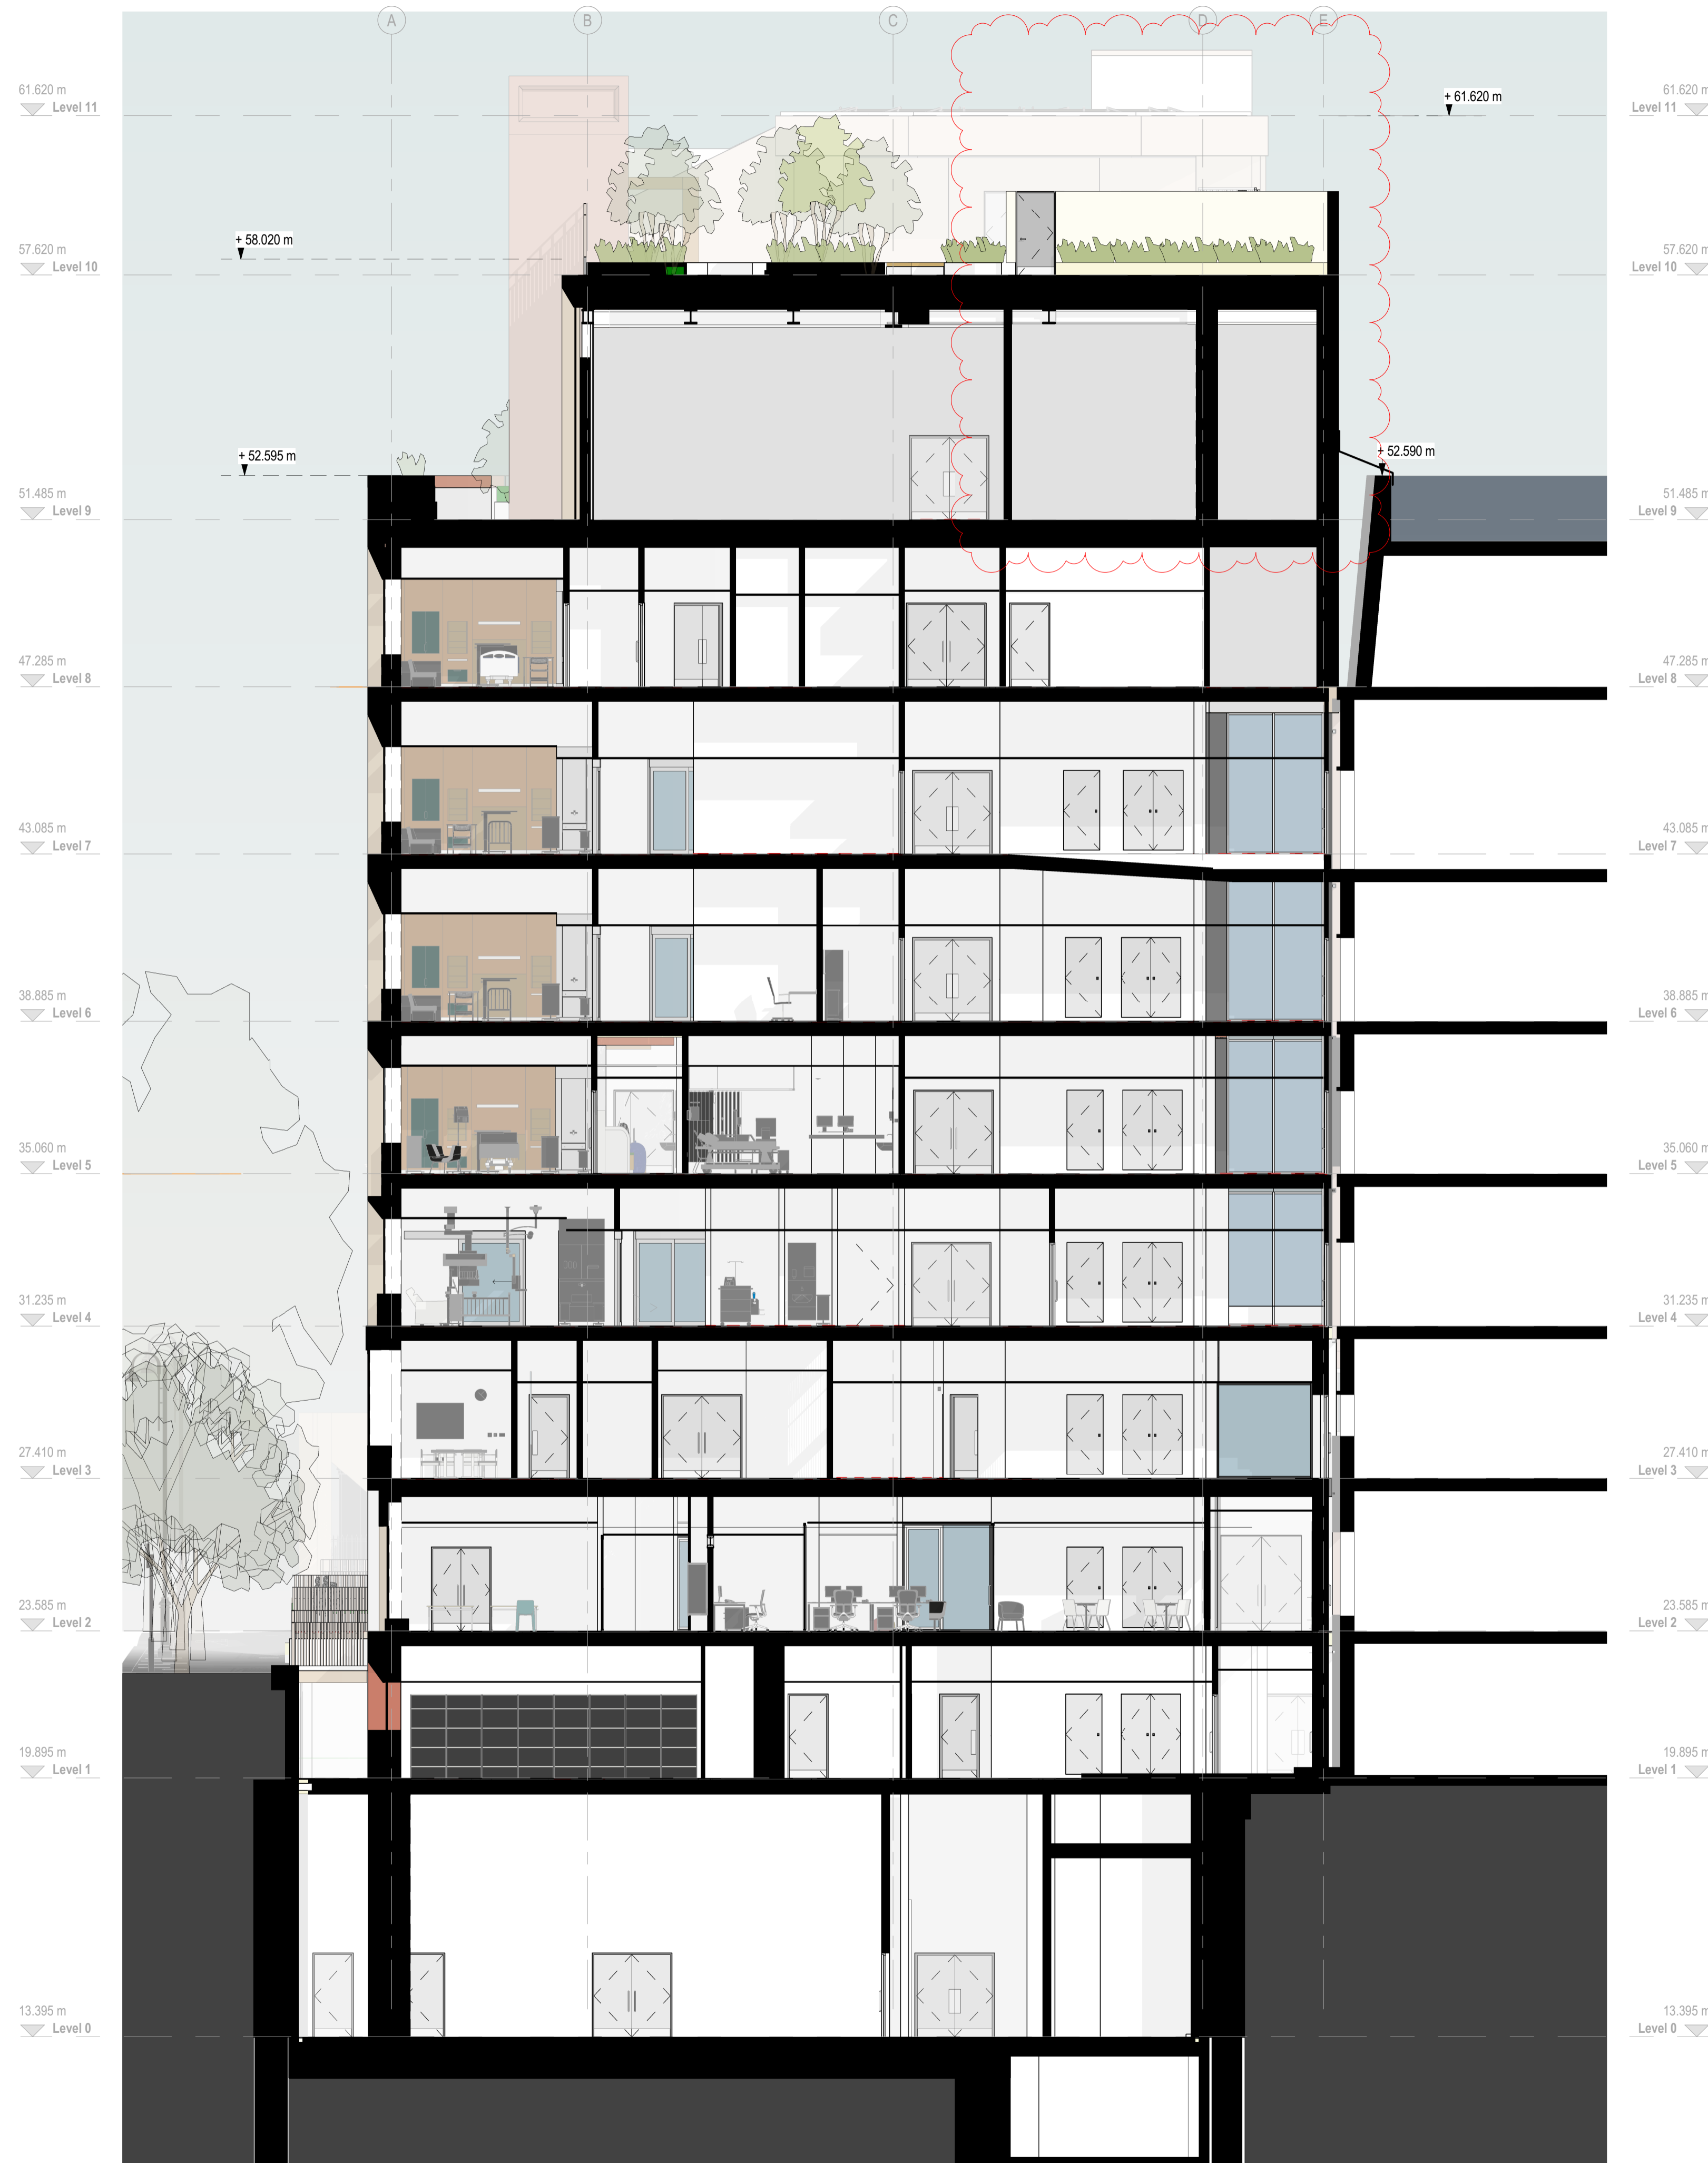 A B C D E
61.620 m
Level 11
61.620 m
Level 11
+ 61.620 m
+ 58.020 m
57.620 m
Level 10
57.620 m
Level 10
+ 52.595 m
+ 52.590 m
51.485 m
Level 9
51.485 m
Level 9
47.285 m
Level 8
47.285 m
Level 8
43.085 m
Level 7
43.085 m
Level 7
38.885 m
Level 6
38.885 m
Level 6
35.060 m
Level 5
35.060 m
Level 5
31.235 m
Level 4
31.235 m
Level 4
27.410 m
Level 3
27.410 m
Level 3
23.585 m
Level 2
23.585 m
Level 2
19.895 m
Level 1
19.895 m
Level 1
13.395 m
Level 0
13.395 m
Level 0